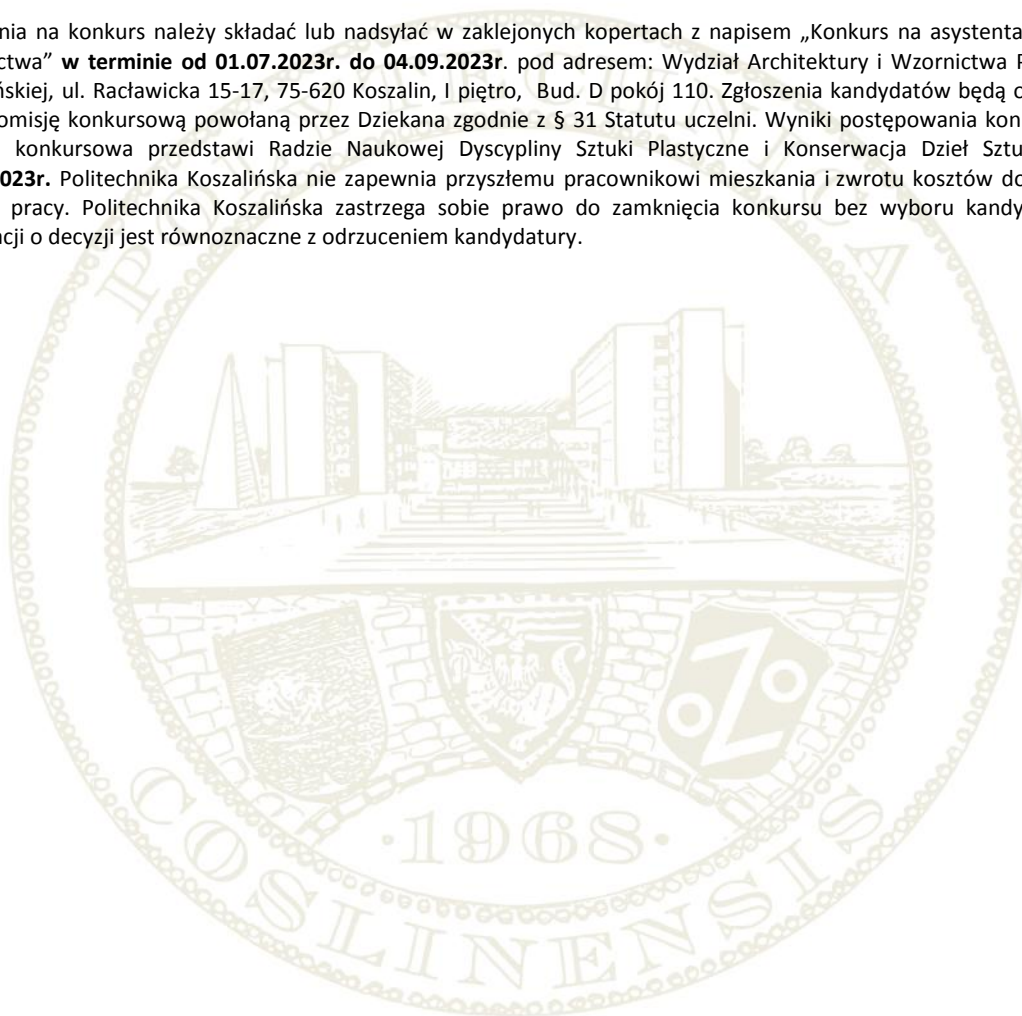 nia na konkurs należy składać lub nadsyłać w zaklejonych kopertach z napisem „Konkurs na asystenta
ctwa” w terminie od 01.07.2023r. do 04.09.2023r. pod adresem: Wydział Architektury i Wzornictwa P
ńskiej, ul. Racławicka 15-17, 75-620 Koszalin, I piętro, Bud. D pokój 110. Zgłoszenia kandydatów będą o
omisję konkursową powołaną przez Dziekana zgodnie z § 31 Statutu uczelni. Wyniki postępowania kon
konkursowa przedstawi Radzie Naukowej Dyscypliny Sztuki Plastyczne i Konserwacja Dzieł Sztu
023r. Politechnika Koszalińska nie zapewnia przyszłemu pracownikowi mieszkania i zwrotu kosztów do
pracy. Politechnika Koszalińska zastrzega sobie prawo do zamknięcia konkursu bez wyboru kandy
cji o decyzji jest równoznaczne z odrzuceniem kandydatury.
POLYTECHNICA
·1968·
COSLINENSIS